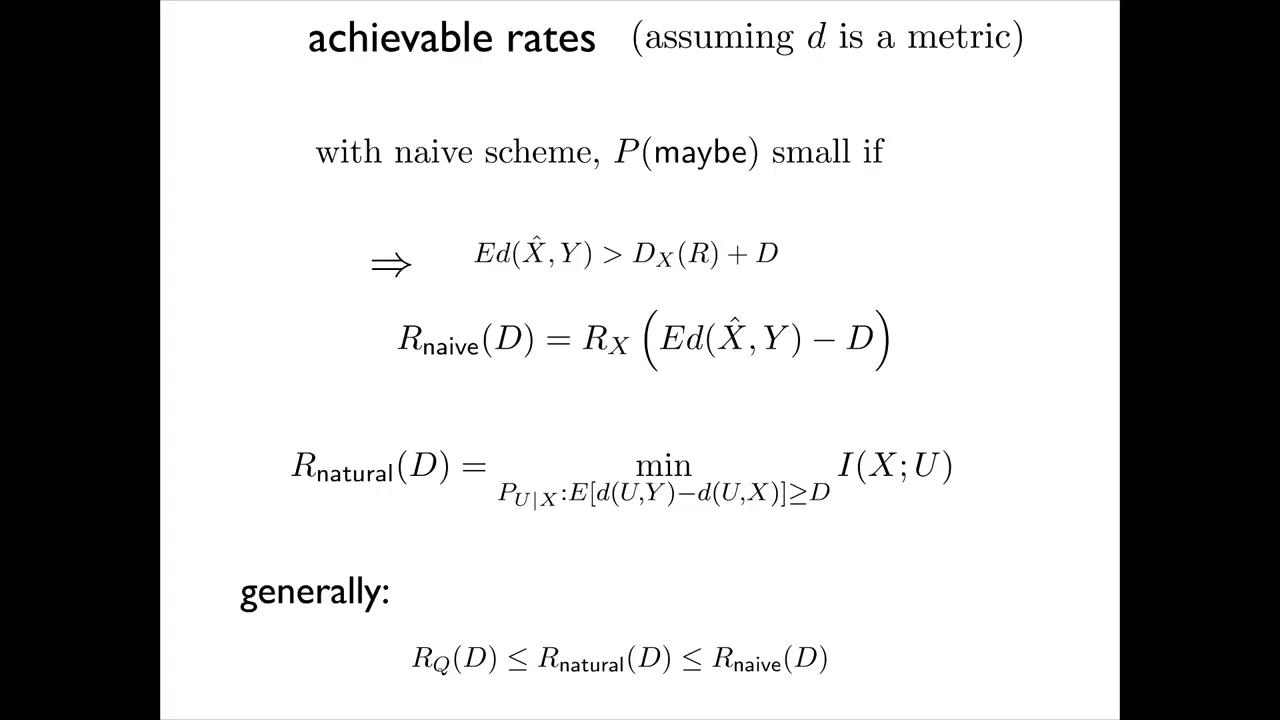 achievable rates (assuming d is a metric)
with naive scheme, P(maybe) small if
⇒ Ed(X̂, Y) > D_X(R) + D
R_naive(D) = R_X (Ed(X̂, Y) − D)
R_natural(D) = min_{P_{U|X}:E[d(U,Y)−d(U,X)]≥D} I(X; U)
generally:
R_Q(D) ≤ R_natural(D) ≤ R_naive(D)